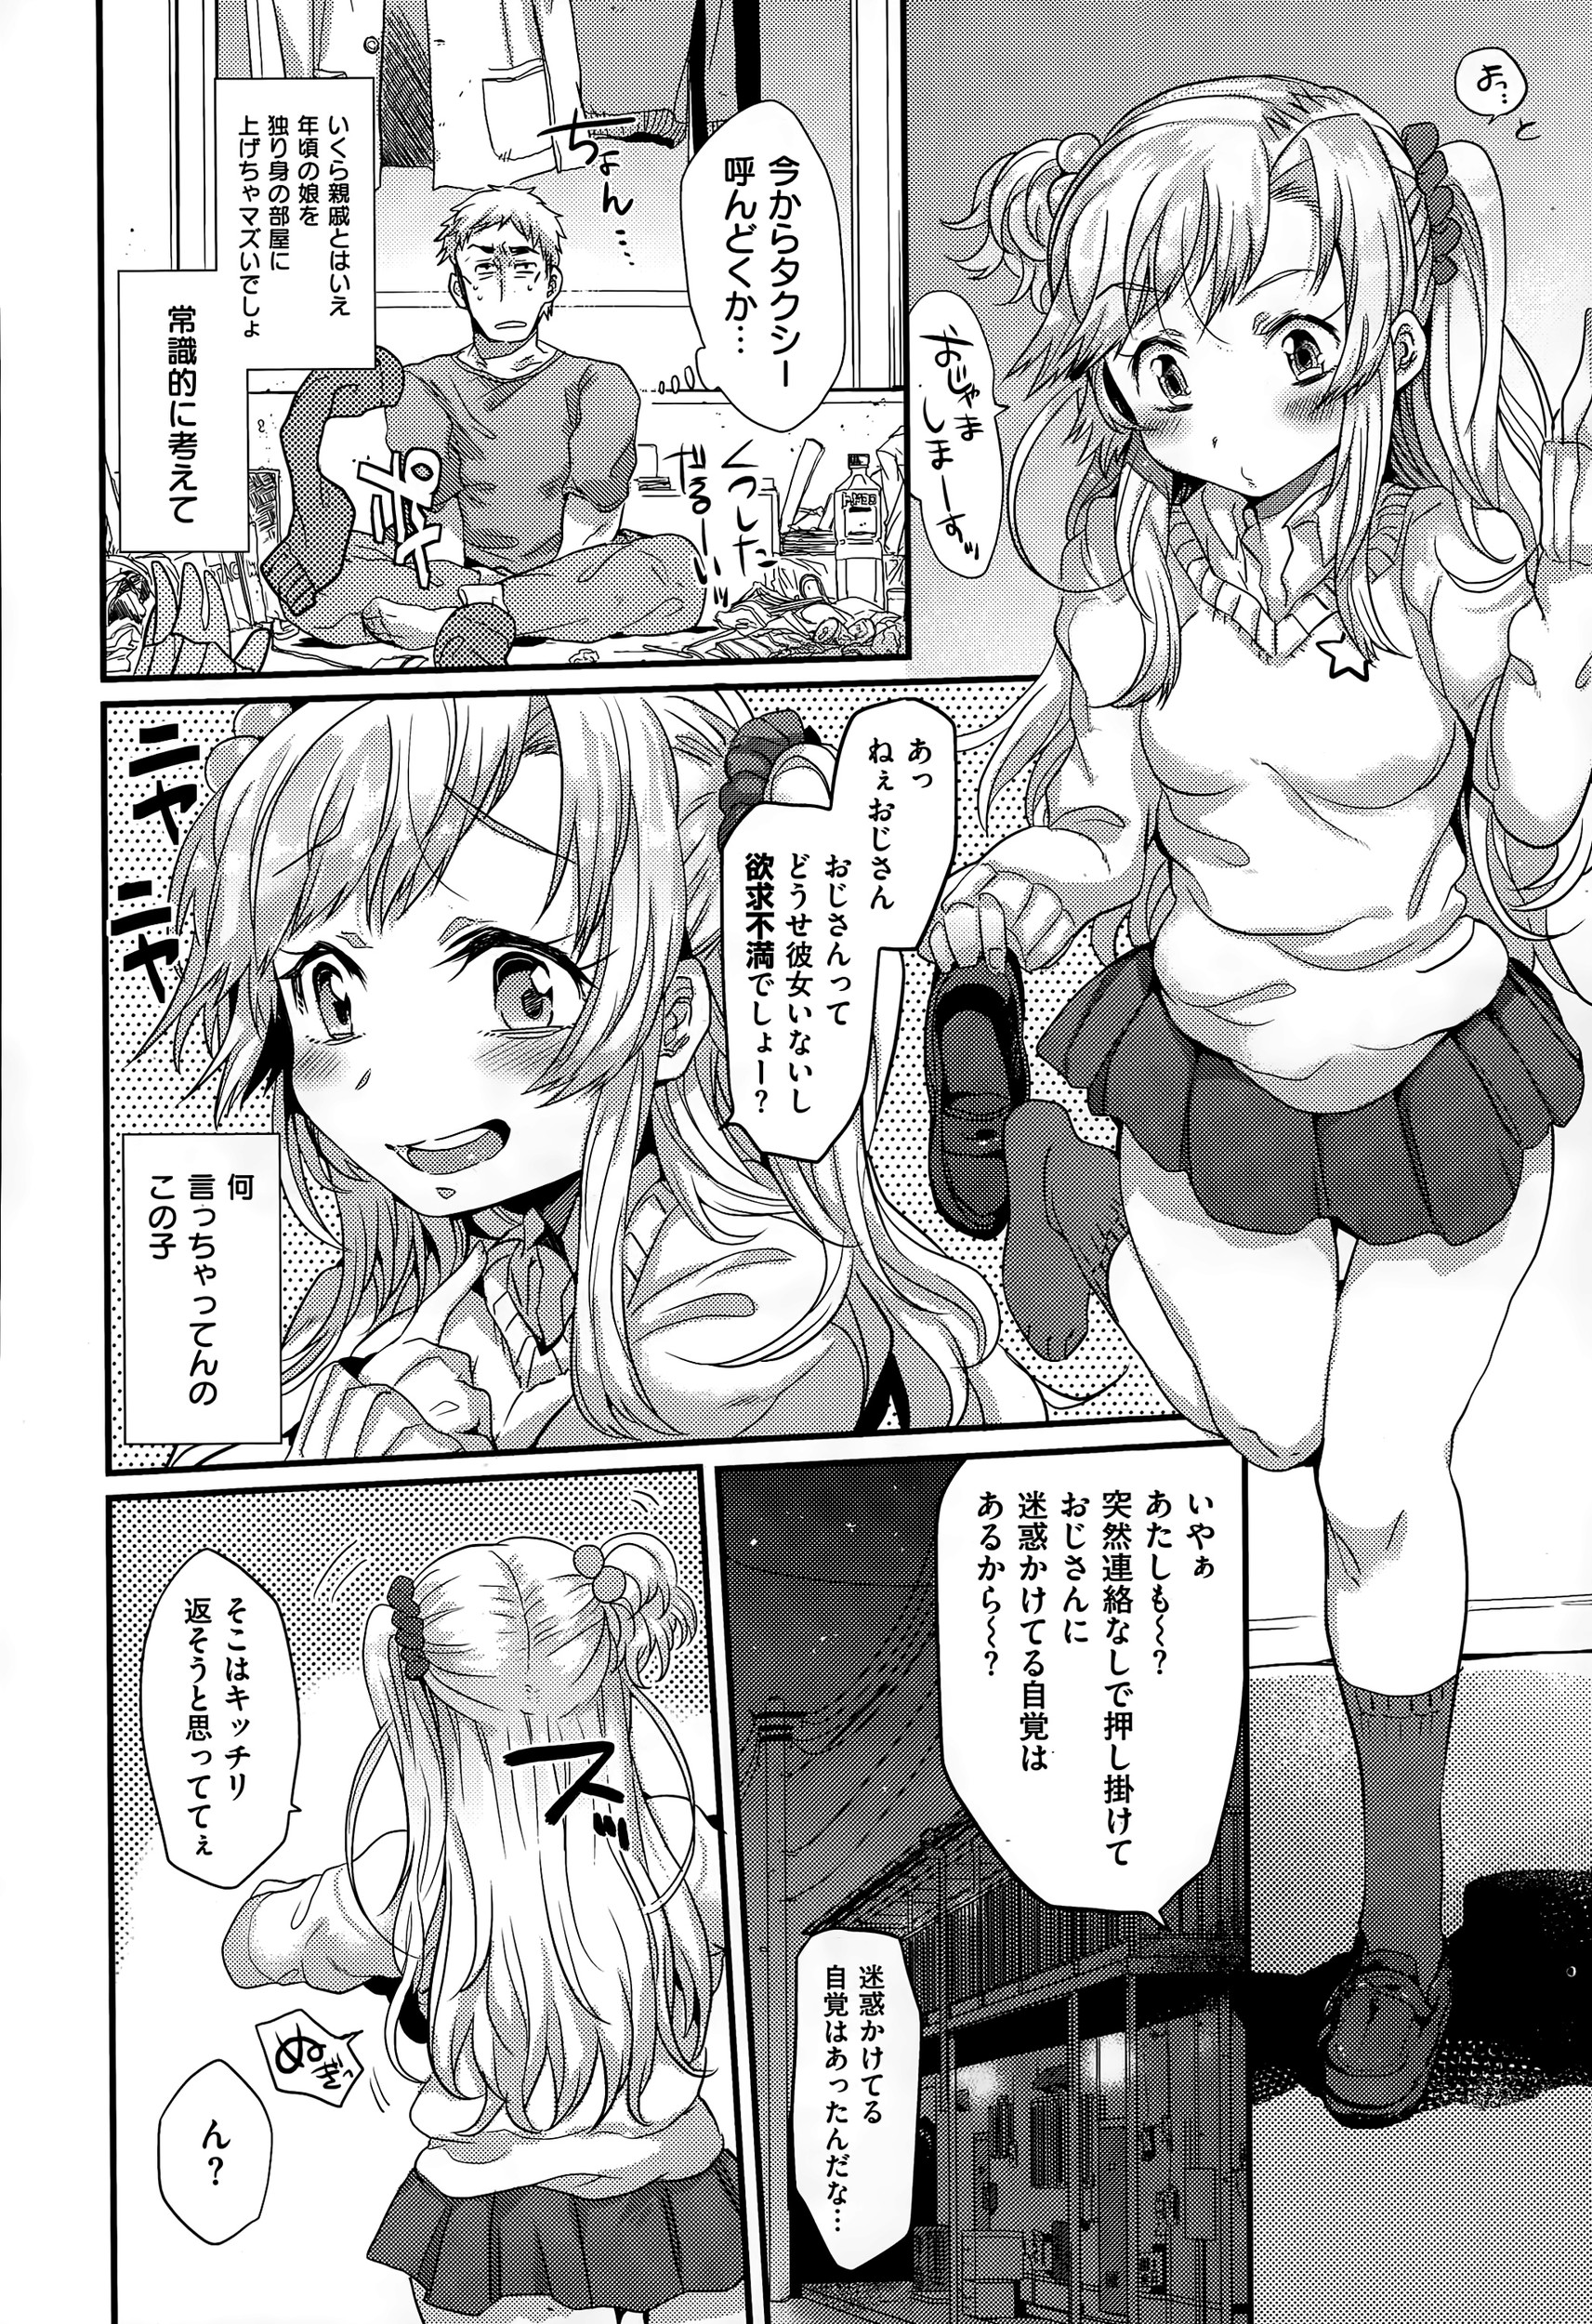 おっ…
と
おじゃま
しまーすッ
今からタクシー
呼んどくか…
ちょん…
いくら親戚とはいえ
年頃の娘を
独り身の部屋に
上げちゃマズいでしょ
常識的に考えて
くつした
だるーいッ
ポイ
あっ
ねぇおじさん
おじさんって
どうせ彼女いないし
欲求不満でしょー?
ニャ
ニャ
何
言っちゃってんの
この子
いやぁ
あたしも〜?
突然連絡なしで押し掛けて
おじさんに
迷惑かけてる自覚は
あるから〜?
迷惑かけてる
自覚はあったんだな…
そこはキッチリ
返そうと思っててぇ
スッ
ぬぎっ
ん?